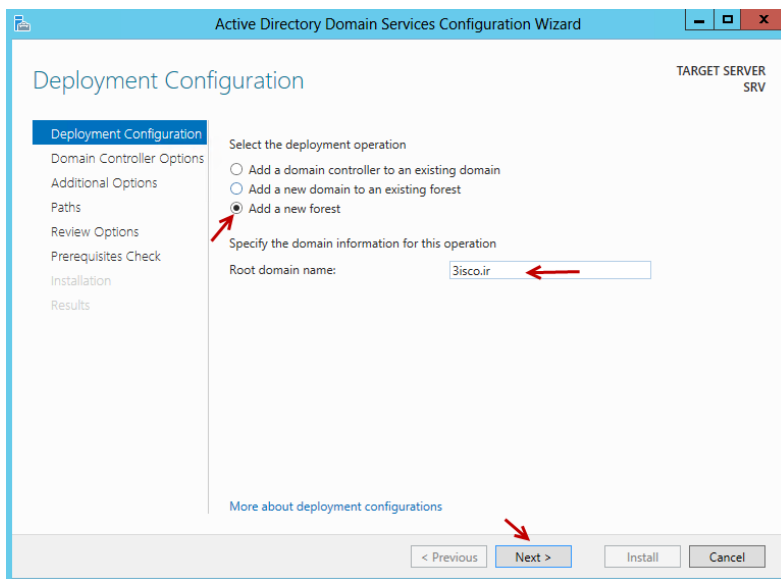 Active Directory Domain Services Configuration Wizard
Deployment Configuration
TARGET SERVER
SRV
Deployment Configuration
Domain Controller Options
Additional Options
Paths
Review Options
Prerequisites Check
Installation
Results
Select the deployment operation
Add a domain controller to an existing domain
Add a new domain to an existing forest
Add a new forest
Specify the domain information for this operation
Root domain name: 3isco.ir
More about deployment configurations
< Previous Next > Install Cancel